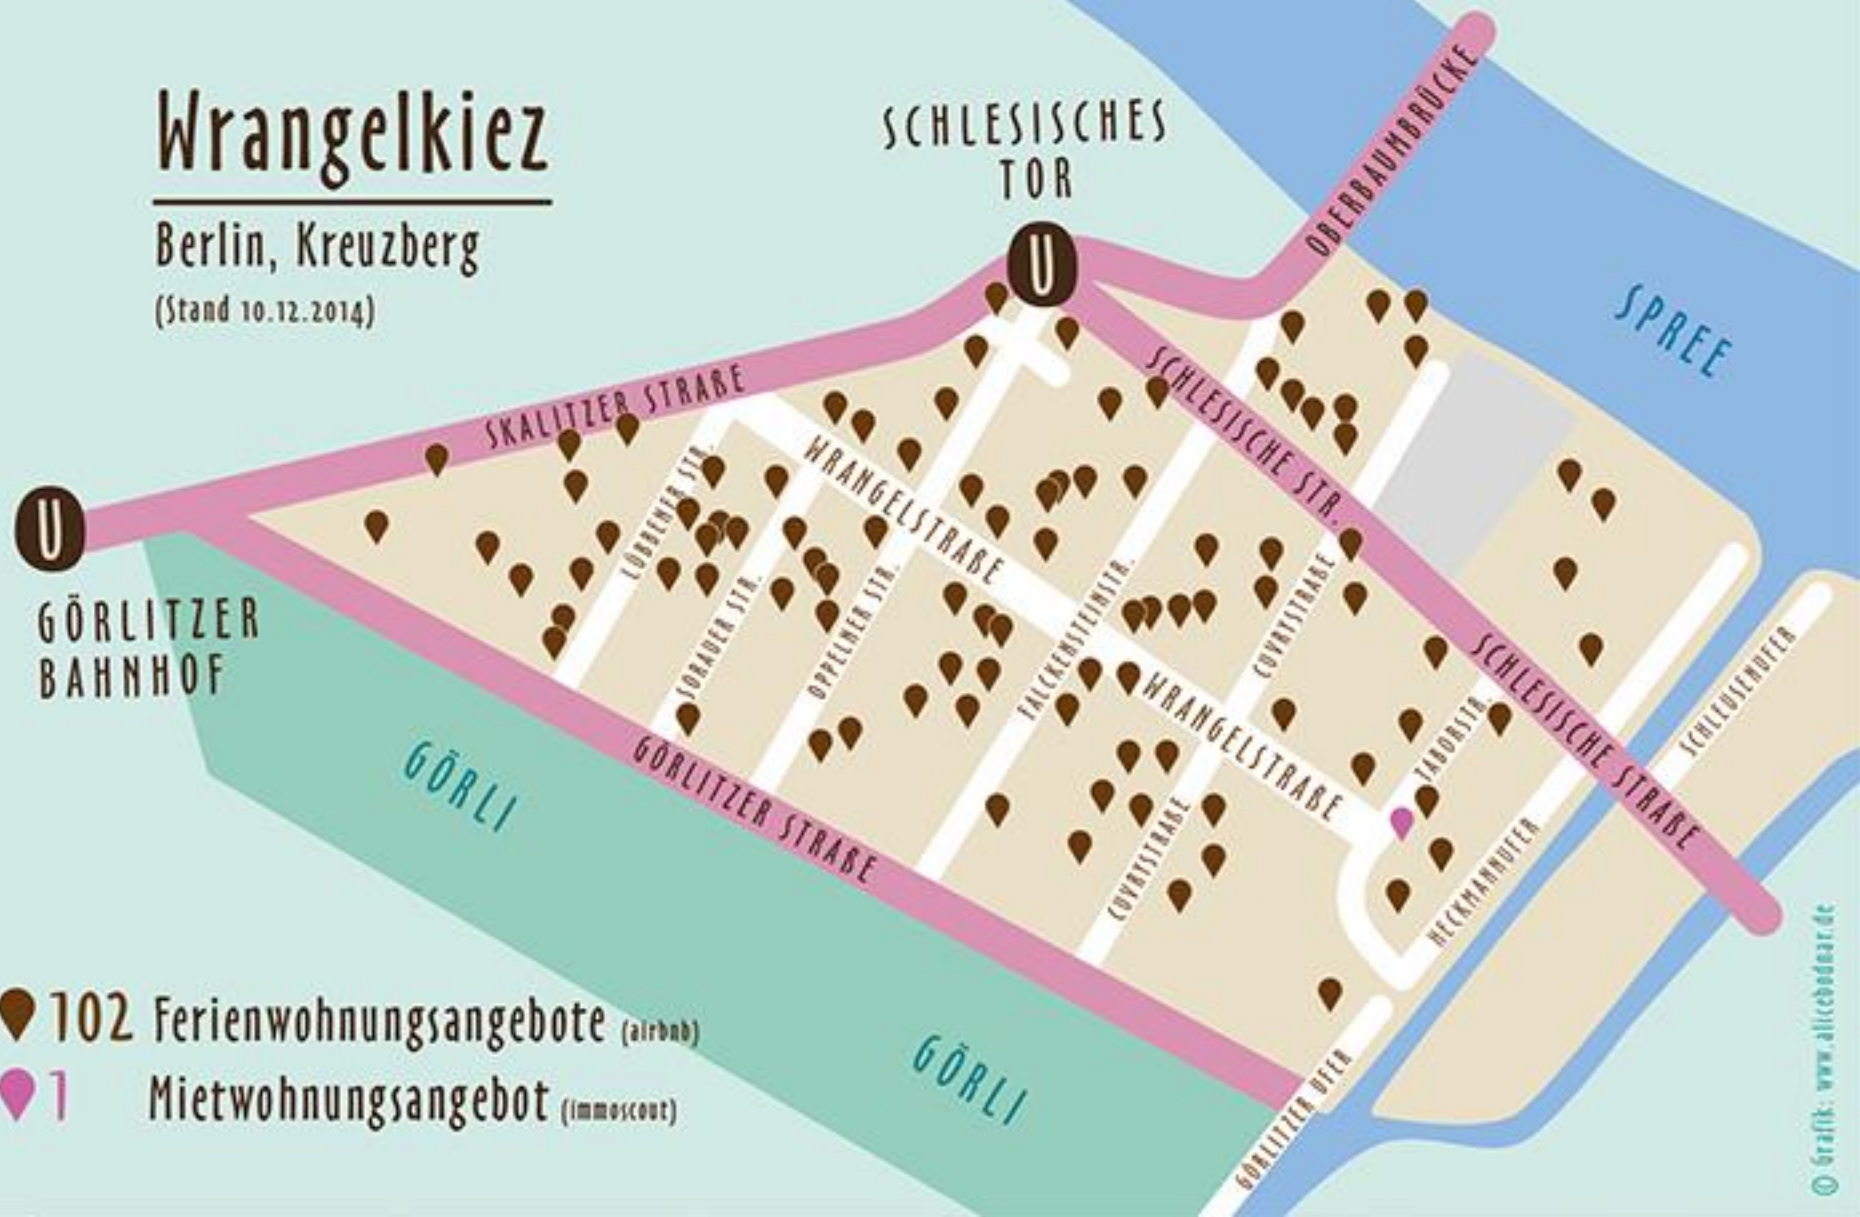 Wrangelkiez
Berlin, Kreuzberg
(Stand 10.12.2014)
SCHLESISCHES
TOR
U
OBERBAUMBRÜCKE
SPREE
SKALITZER STRAßE
SCHLESISCHE STR.
WRANGELSTRAßE
LÜBBENER STR.
U
GÖRLITZER
BAHNHOF
SORAUER STR.
OPPELNER STR.
FALCKENSTEINSTR.
CUVRYSTRAßE
SCHLESISCHE STRAßE
SCHLEUSENUFER
TABORSTR.
WRANGELSTRAßE
GÖRLI
GÖRLITZER STRAßE
CUVRYSTRAßE
HECKMANNUFER
GÖRLI
GÖRLITZER UFER
102 Ferienwohnungsangebote (airbnb)
1 Mietwohnungsangebot (immoscout)
© Grafik: www.alicebodnar.de